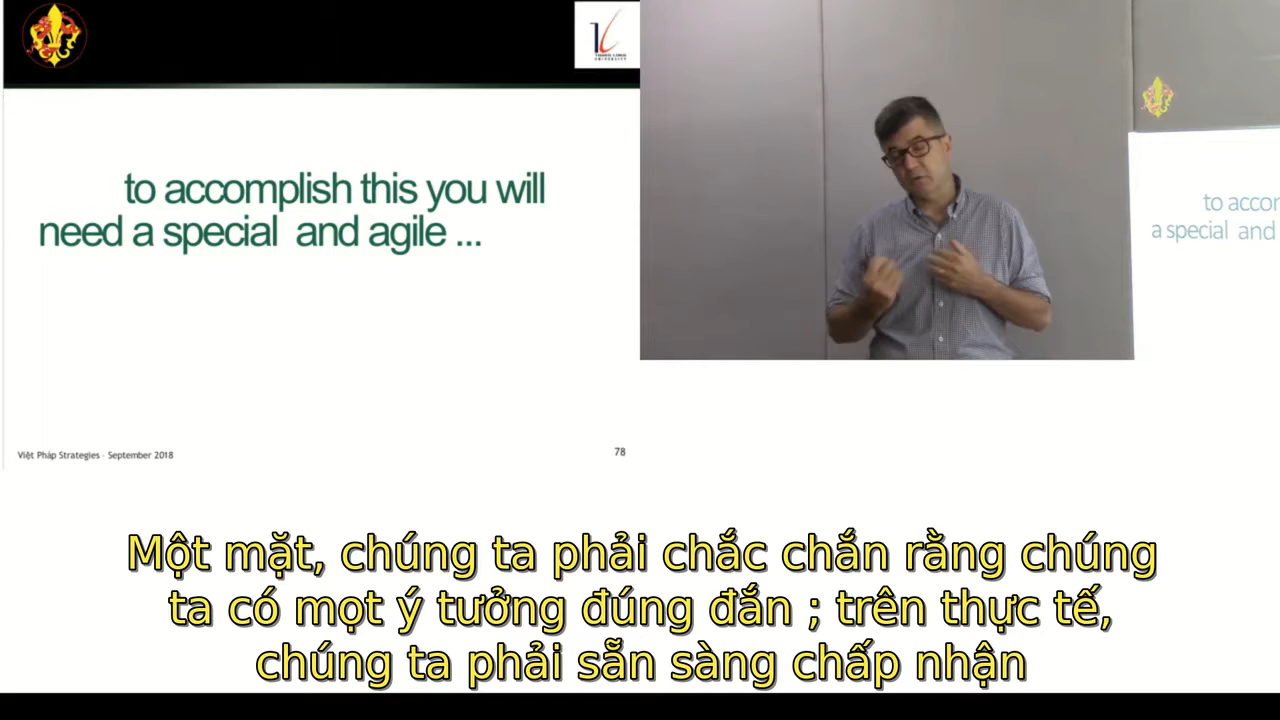 to accomplish this you will
need a special and agile ...
Việt Pháp Strategies - September 2018
78
to accor
a special and
Một mặt, chúng ta phải chắc chắn rằng chúng
ta có mọt ý tưởng đúng đắn ; trên thực tế,
chúng ta phải sẵn sàng chấp nhận